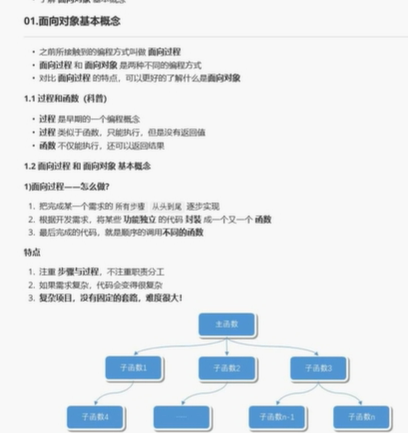 01.面向对象基本概念
• 之前所接触到的编程方式叫做 面向过程
• 面向过程 和 面向对象 是两种不同的编程方式
• 对比 面向过程 的特点，可以更好的了解什么是面向对象
1.1 过程和函数（科普）
• 过程 是早期的一个编程概念
• 过程 类似于函数，只能执行，但是没有返回值
• 函数 不仅能执行，还可以返回结果
1.2 面向过程 和 面向对象 基本概念
1)面向过程——怎么做?
1. 把完成某一个需求的 所有步骤 从头到尾 逐步实现
2. 根据开发需求，将某些 功能独立 的代码 封装 成一个又一个 函数
3. 最后完成的代码，就是顺序的调用不同的函数
特点
1. 注重 步骤与过程，不注重职责分工
2. 如果需求复杂，代码会变得很复杂
3. 复杂项目，没有固定的套路，难度很大!
主函数
子函数1 子函数2 子函数3
子函数4 ...... 子函数n-1 子函数n